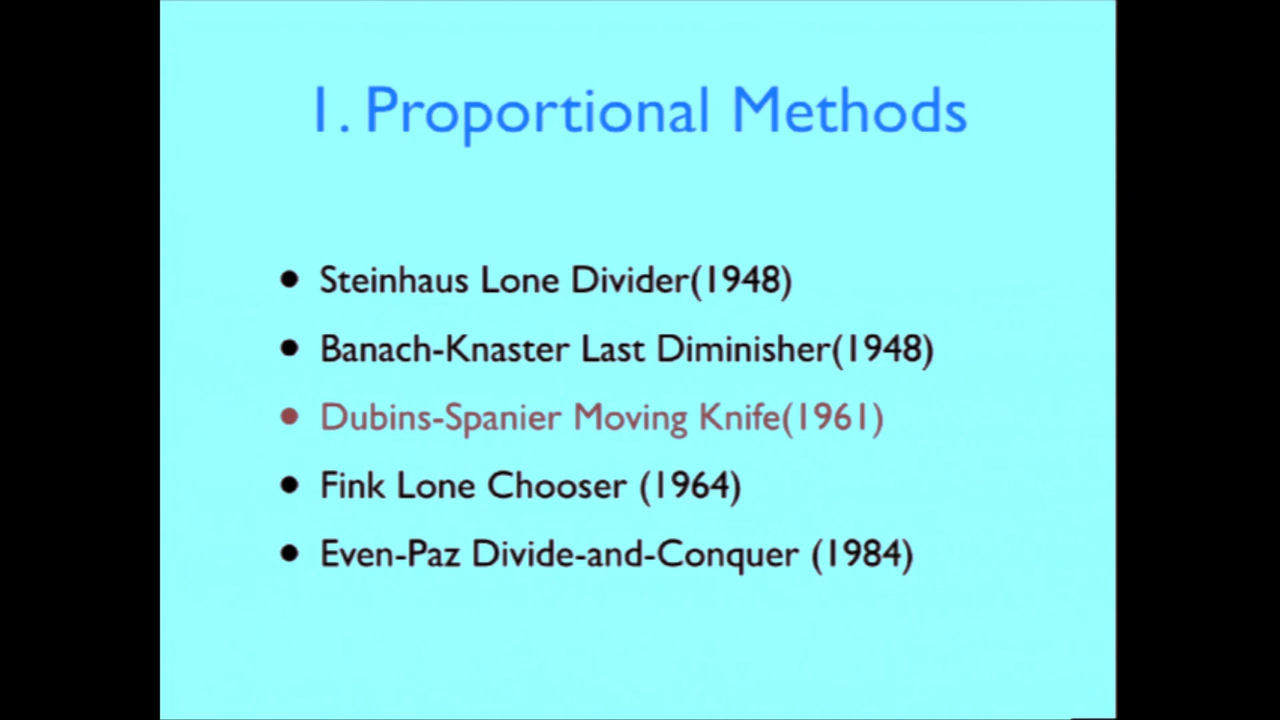 1. Proportional Methods
• Steinhaus Lone Divider(1948)
• Banach-Knaster Last Diminisher(1948)
• Dubins-Spanier Moving Knife(1961)
• Fink Lone Chooser (1964)
• Even-Paz Divide-and-Conquer (1984)